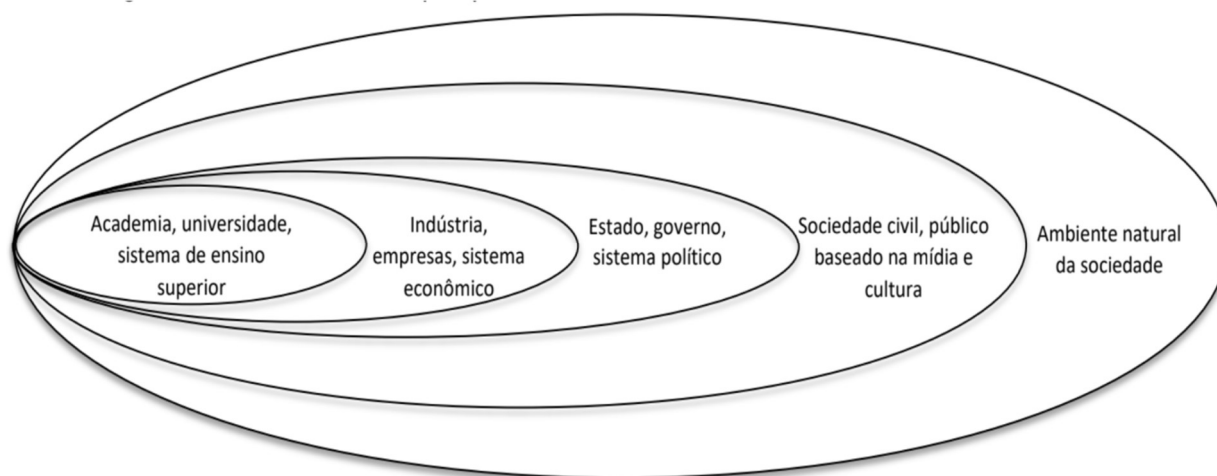 Academia, universidade,
sistema de ensino
superior
Indústria,
empresas, sistema
econômico
Estado, governo,
sistema político
Sociedade civil, público
baseado na mídia e
cultura
Ambiente natural
da sociedade